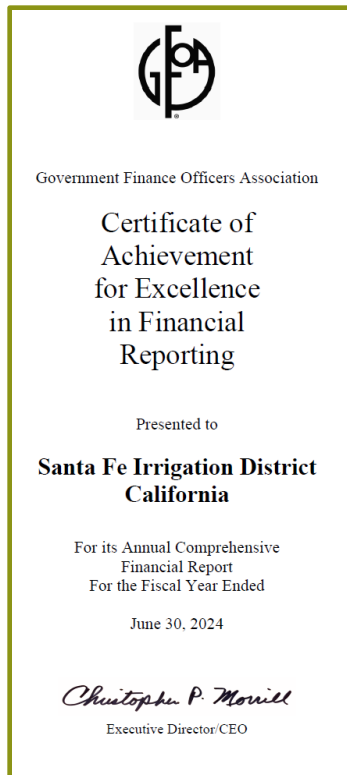 GFOA
Government Finance Officers Association
Certificate of
Achievement
for Excellence
in Financial
Reporting
Presented to
Santa Fe Irrigation District
California
For its Annual Comprehensive
Financial Report
For the Fiscal Year Ended
June 30, 2024
Christopher P. Morrill
Executive Director/CEO